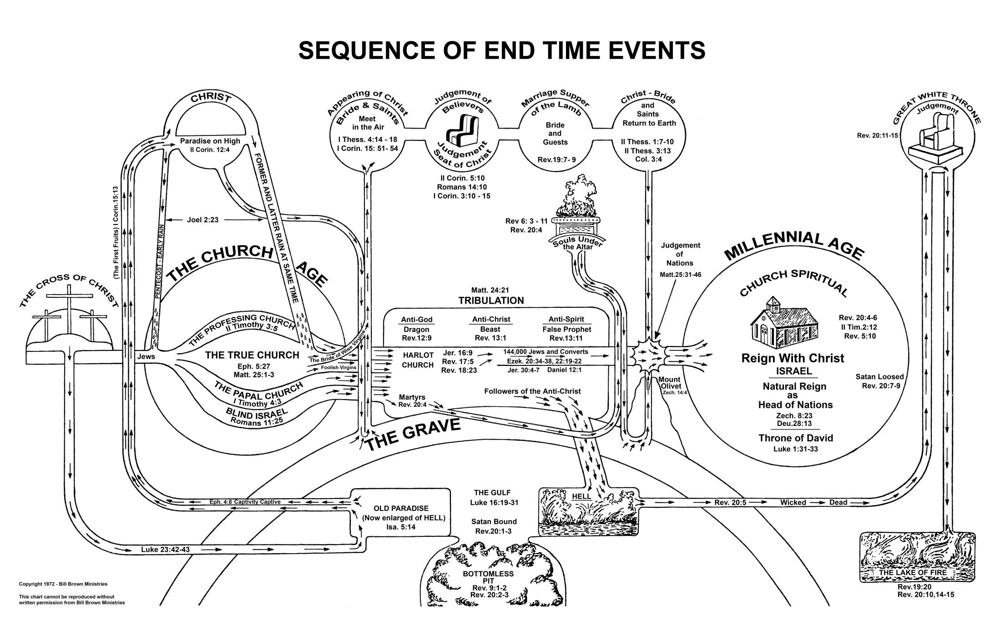 SEQUENCE OF END TIME EVENTS
CHRIST
Paradise on High
II Corin. 12:4
FORMER AND LATTER RAIN AT SAME TIME
PENTECOST - EARLY RAIN
Joel 2:23
(The First Fruits) I Corin.15:13
THE CROSS OF CHRIST
THE CHURCH AGE
Jews
THE PROFESSING CHURCH
II Timothy 3:5
THE TRUE CHURCH
Eph. 5:27
Matt. 25:1-3
The Bride of Wise Virgins
Foolish Virgins
THE PAPAL CHURCH
I Timothy 4:3
BLIND ISRAEL
Romans 11:25
Appearing of Christ
Bride & Saints
Meet
in the Air
I Thess. 4:14 - 18
I Corin. 15: 51- 54
Judgement of
Believers
Judgement
Seat of Christ
II Corin. 5:10
Romans 14:10
I Corin. 3:10 - 15
Marriage Supper
of the Lamb
Bride
and
Guests
Rev.19:7- 9
Christ - Bride
and
Saints
Return to Earth
II Thess. 1:7-10
II Thess. 3:13
Col. 3:4
Rev 6: 3 - 11
Rev. 20:4
Souls Under
the Altar
Matt. 24:21
TRIBULATION
Anti-God
Dragon
Rev.12:9
Anti-Christ
Beast
Rev. 13:1
Anti-Spirit
False Prophet
Rev.13:11
HARLOT
CHURCH
Jer. 16:9
Rev. 17:5
Rev. 18:23
144,000 Jews and Converts
Ezek. 20:34-38, 22:19-22
Jer. 30:4-7 Daniel 12:1
Martyrs
Rev. 20:4
Followers of the Anti-Christ
THE GRAVE
Judgement
of
Nations
Matt.25:31-46
Mount
Olivet
Zech. 14:4
MILLENNIAL AGE
CHURCH SPIRITUAL
Rev. 20:4-6
II Tim.2:12
Rev. 5:10
Reign With Christ
ISRAEL
Natural Reign
as
Head of Nations
Zech. 8:23
Deu.28:13
Throne of David
Luke 1:31-33
Satan Loosed
Rev. 20:7-9
GREAT WHITE THRONE
Judgement
Rev. 20:11-15
Eph. 4:8 Captivity Captive
Luke 23:42-43
OLD PARADISE
(Now enlarged of HELL)
Isa. 5:14
THE GULF
Luke 16:19-31
Satan Bound
Rev.20:1-3
BOTTOMLESS
PIT
Rev. 9:1-2
Rev. 20:2-3
HELL
Rev. 20:5 Wicked Dead
THE LAKE OF FIRE
Rev.19:20
Rev. 20:10,14-15
Copyright 1972 - Bill Brown Ministries
This chart cannot be reproduced without
written permission from Bill Brown Ministries